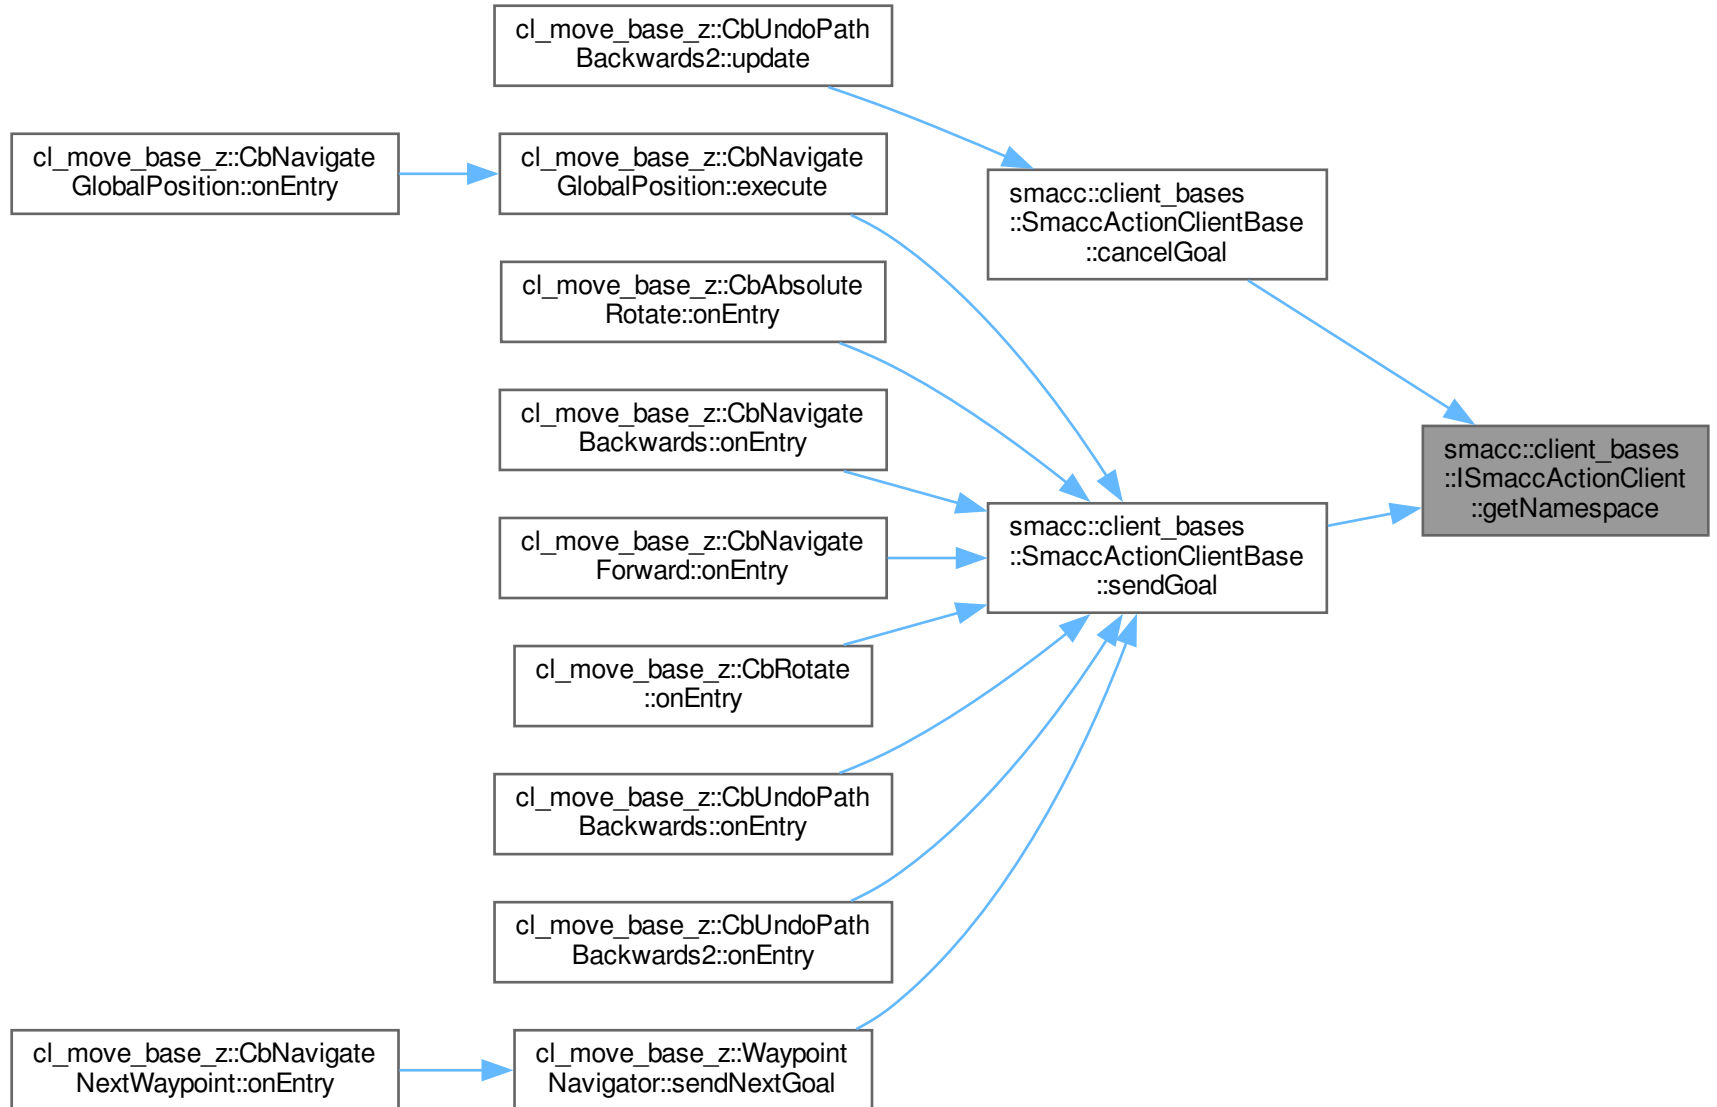 cl_move_base_z::CbUndoPath
Backwards2::update
cl_move_base_z::CbNavigate
GlobalPosition::onEntry
cl_move_base_z::CbNavigate
GlobalPosition::execute
smacc::client_bases
::SmaccActionClientBase
::cancelGoal
cl_move_base_z::CbAbsolute
Rotate::onEntry
cl_move_base_z::CbNavigate
Backwards::onEntry
smacc::client_bases
::ISmaccActionClient
::getNamespace
cl_move_base_z::CbNavigate
Forward::onEntry
smacc::client_bases
::SmaccActionClientBase
::sendGoal
cl_move_base_z::CbRotate
::onEntry
cl_move_base_z::CbUndoPath
Backwards::onEntry
cl_move_base_z::CbUndoPath
Backwards2::onEntry
cl_move_base_z::CbNavigate
NextWaypoint::onEntry
cl_move_base_z::Waypoint
Navigator::sendNextGoal